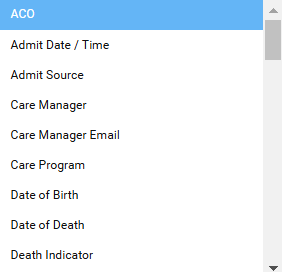 ACO
Admit Date / Time
Admit Source
Care Manager
Care Manager Email
Care Program
Date of Birth
Date of Death
Death Indicator